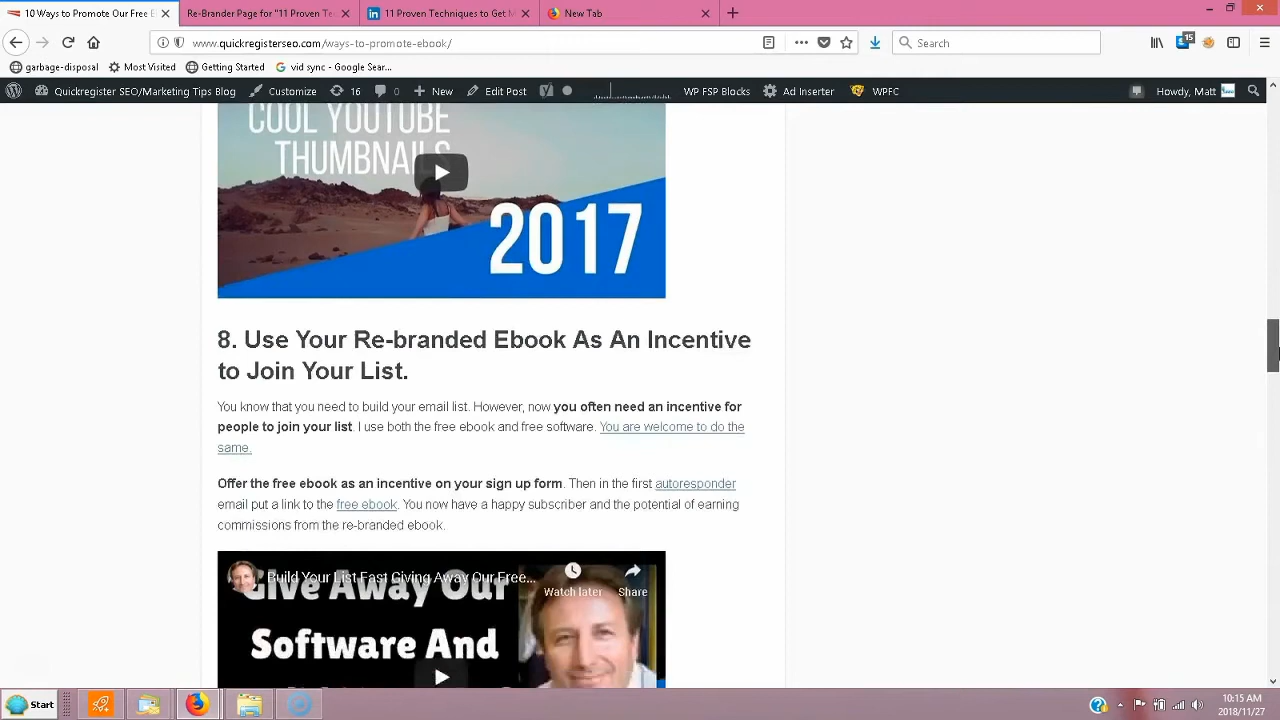 10 Ways to Promote Our Free E
Re-Brander Page for "11 Proven Te
11 Proven Techniques to Get M
New Tab
www.quickregisterseo.com/ways-to-promote-ebook/
Search
15
garbage-disposal
Most Visited
Getting Started
vid sync - Google Sear...
Quickregister SEO/Marketing Tips Blog
Customize
16
0
New
Edit Post
WP FSP Blocks
Ad Inserter
WPFC
Howdy, Matt
COOL YOUTUBE
THUMBNAILS
2017
8. Use Your Re-branded Ebook As An Incentive
to Join Your List.
You know that you need to build your email list. However, now you often need an incentive for
people to join your list. I use both the free ebook and free software. You are welcome to do the
same.
Offer the free ebook as an incentive on your sign up form. Then in the first autoresponder
email put a link to the free ebook. You now have a happy subscriber and the potential of earning
commissions from the re-branded ebook.
Build Your List Fast Giving Away Our Free...
Give Away Our
Watch later
Share
Software And
Start
10:15 AM
2018/11/27